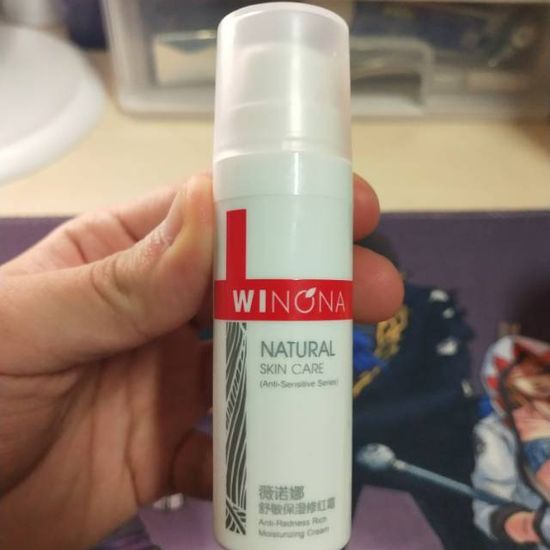 WINONA
NATURAL
SKIN CARE
(Anti-Sensitive Series)
薇诺娜
舒敏保湿修红霜
Anti-Redness Rich
Moisturizing Cream